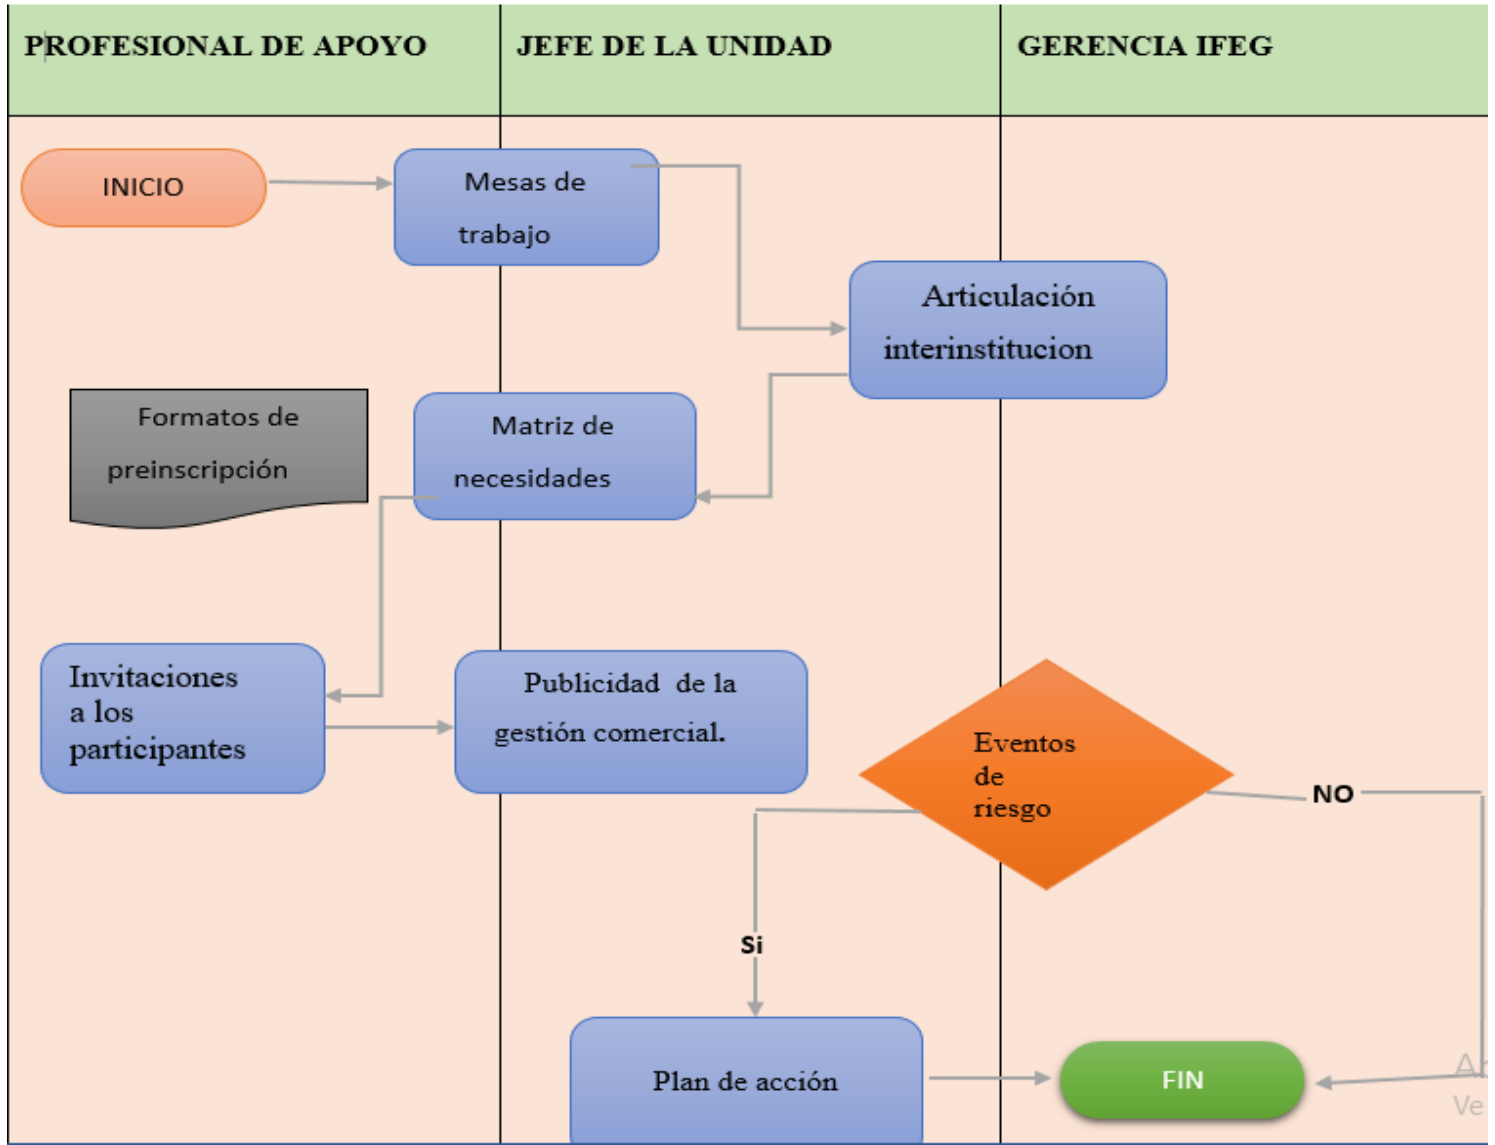 PROFESIONAL DE APOYO
JEFE DE LA UNIDAD
GERENCIA IFEG
INICIO
Mesas de
trabajo
Articulación
interinstitucion
Formatos de
preinscripción
Matriz de
necesidades
Invitaciones
a los
participantes
Publicidad de la
gestión comercial.
Eventos
de
riesgo
NO
Si
Plan de acción
FIN